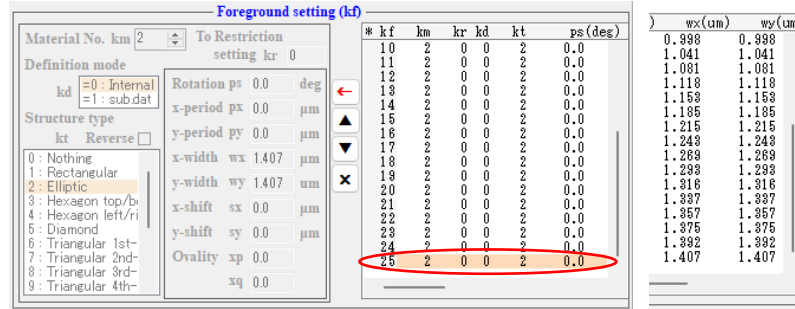 Foreground setting (kf)
Material No. km 2
To Restriction
setting kr 0
Definition mode
kd
=0 : Internal
=1 : sub.dat
Structure type
kt Reverse
0 : Nothing
1 : Rectangular
2 : Elliptic
3 : Hexagon top/b
4 : Hexagon left/ri
5 : Diamond
6 : Triangular 1st-
7 : Triangular 2nd-
8 : Triangular 3rd-
9 : Triangular 4th-
Rotation ps 0.0 deg
x-period px 0.0 μm
y-period py 0.0 μm
x-width wx 1.407 μm
y-width wy 1.407 um
x-shift sx 0.0 μm
y-shift sy 0.0 μm
Ovality xp 0.0
xq 0.0
* kf km kr kd kt ps(deg)
10 2 0 0 2 0.0
11 2 0 0 2 0.0
12 2 0 0 2 0.0
13 2 0 0 2 0.0
14 2 0 0 2 0.0
15 2 0 0 2 0.0
16 2 0 0 2 0.0
17 2 0 0 2 0.0
18 2 0 0 2 0.0
19 2 0 0 2 0.0
20 2 0 0 2 0.0
21 2 0 0 2 0.0
22 2 0 0 2 0.0
23 2 0 0 2 0.0
24 2 0 0 2 0.0
25 2 0 0 2 0.0
) wx(um) wy(um
0.998 0.998
1.041 1.041
1.081 1.081
1.118 1.118
1.153 1.153
1.185 1.185
1.215 1.215
1.243 1.243
1.269 1.269
1.293 1.293
1.316 1.316
1.337 1.337
1.357 1.357
1.375 1.375
1.392 1.392
1.407 1.407